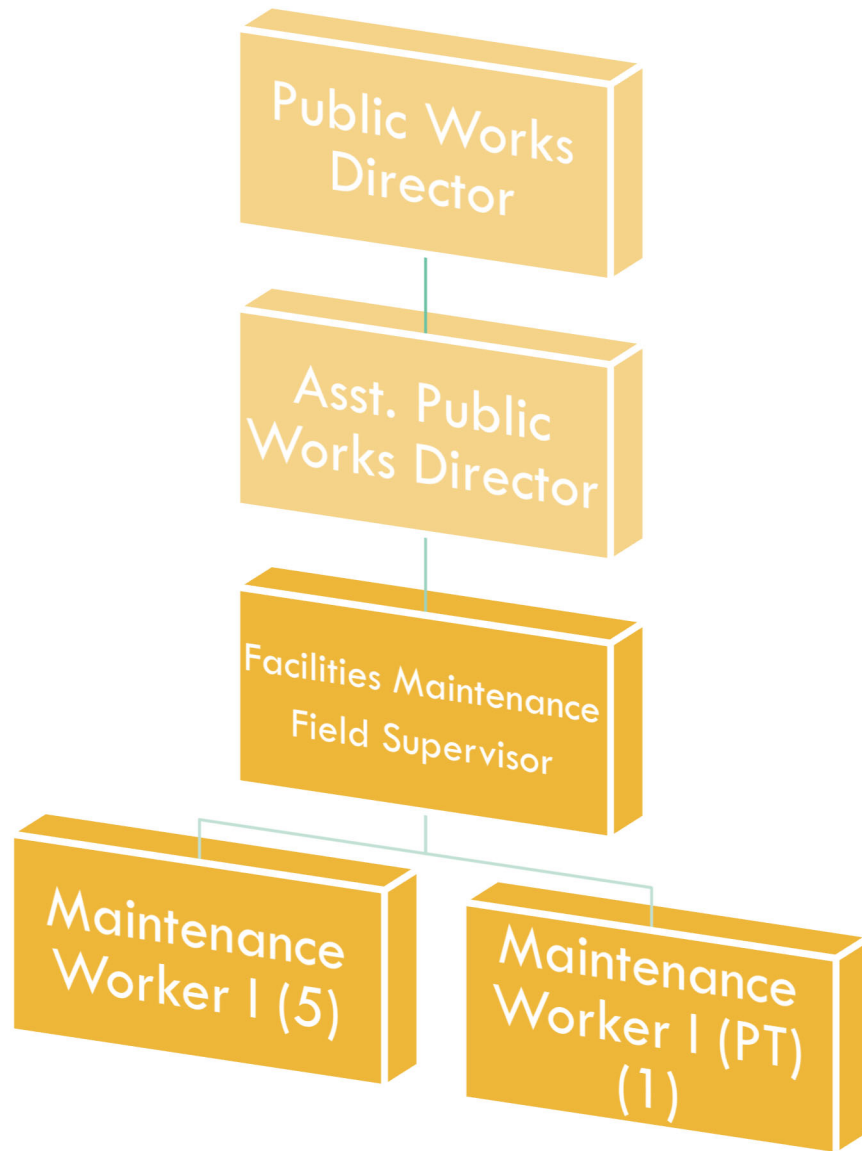 Public Works
Director
Asst. Public
Works Director
Facilities Maintenance
Field Supervisor
Maintenance
Worker I (5)
Maintenance
Worker I (PT)
(1)